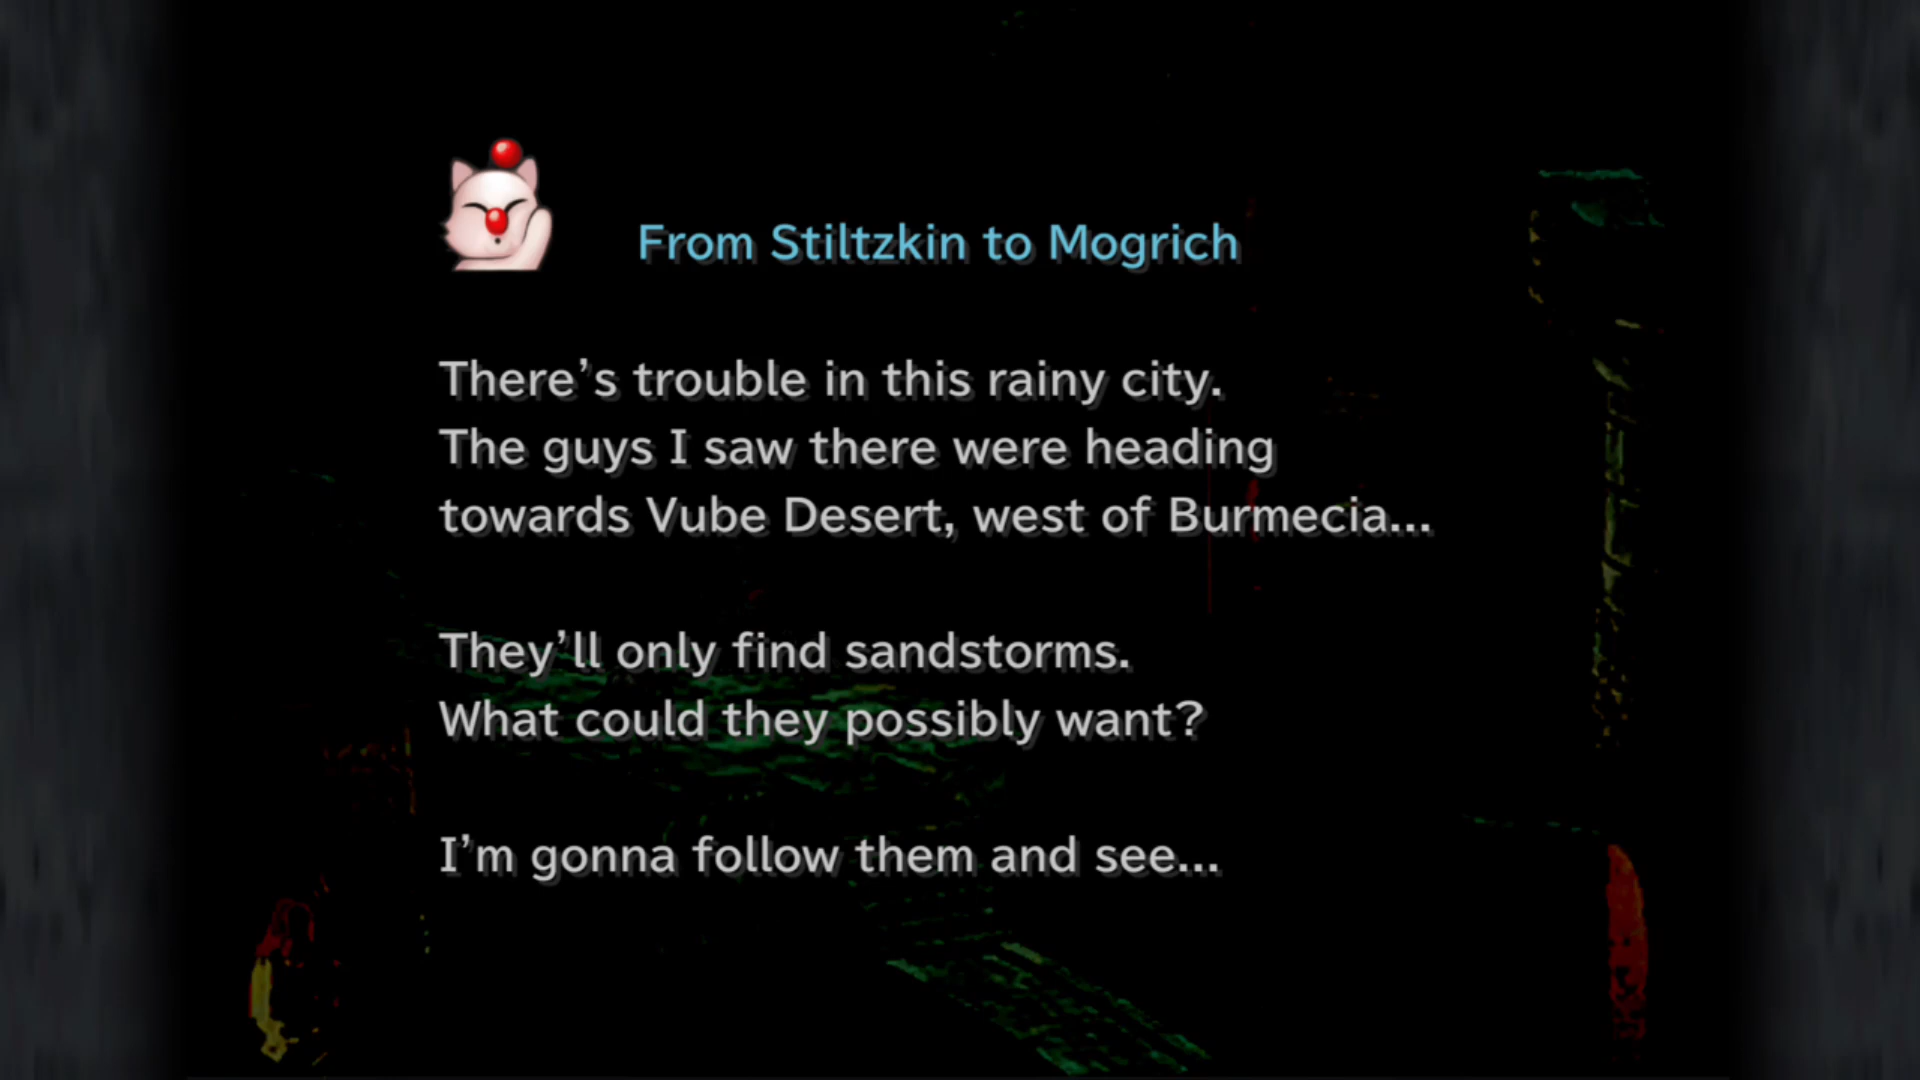 From Stiltzkin to Mogrich
There’s trouble in this rainy city.
The guys I saw there were heading
towards Vube Desert, west of Burmecia...
They’ll only find sandstorms.
What could they possibly want?
I’m gonna follow them and see...